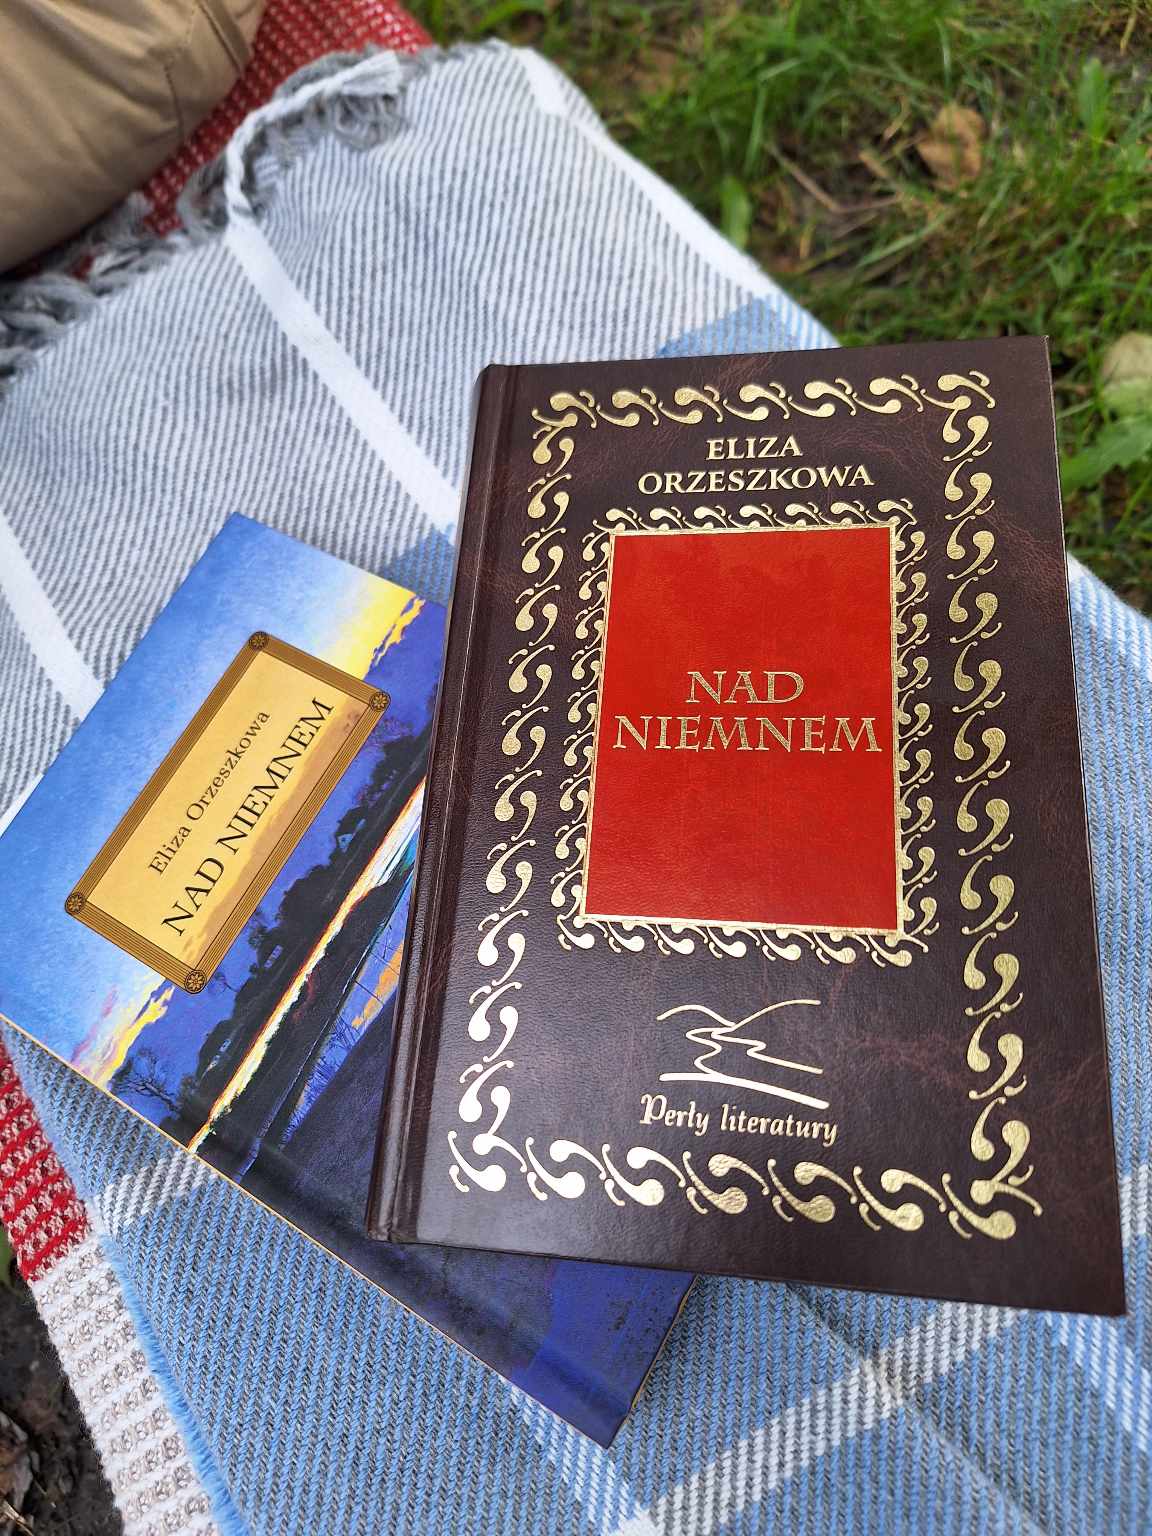 ELIZA
ORZESZKOWA
NAD
NIEMNEM
Perły literatury
Eliza Orzeszkowa
NAD NIEMNEM